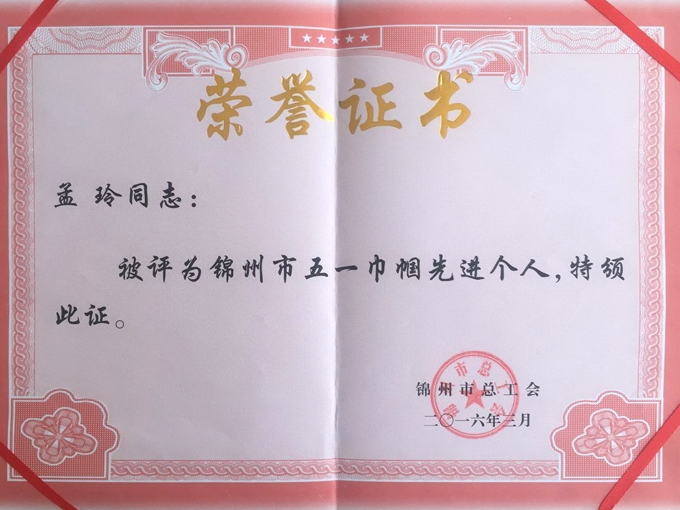 荣誉证书
孟 玲同志：
被评为锦州市五一巾帼先进个人，特颁
此证。
锦州市总工会
二〇一六年三月